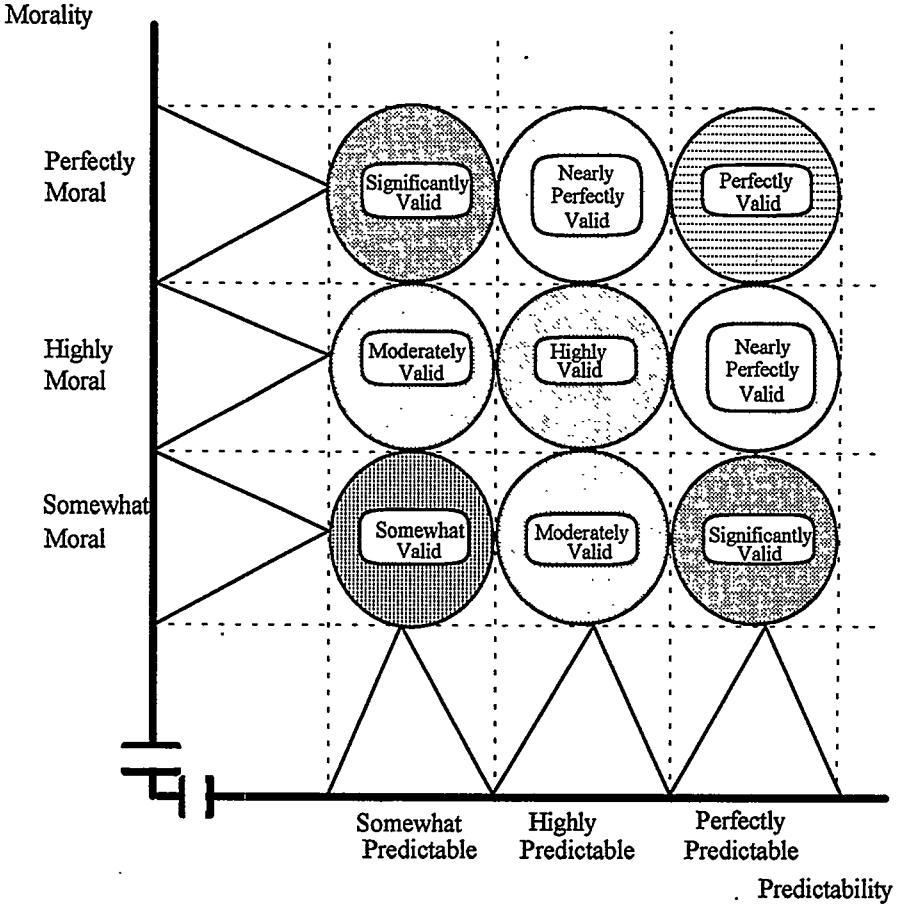 Morality
Perfectly
Moral
Significantly
Valid
Nearly
Perfectly
Valid
Perfectly
Valid
Highly
Moral
Moderately
Valid
Highly
Valid
Nearly
Perfectly
Valid
Somewhat
Moral
Somewhat
Valid
Moderately
Valid
Significantly
Valid
Somewhat
Predictable
Highly
Predictable
Perfectly
Predictable
Predictability